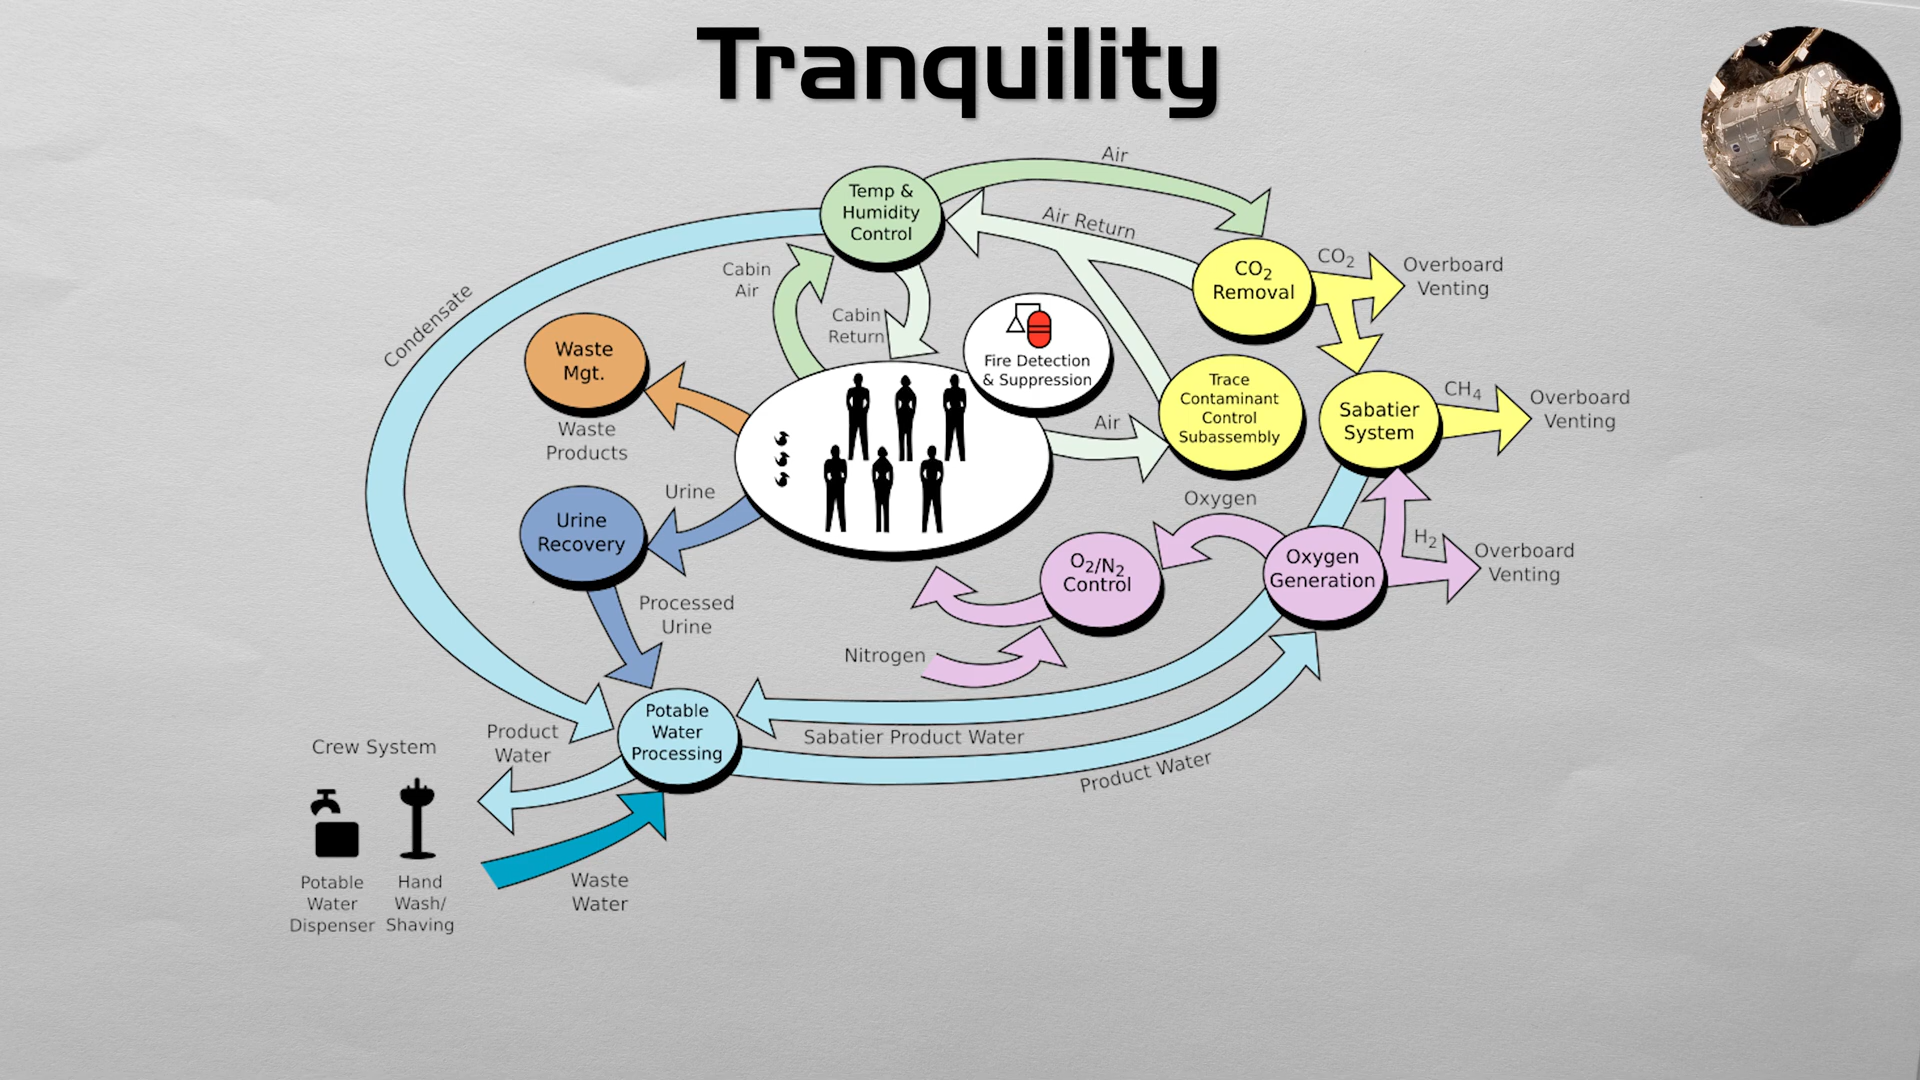 Tranquility
Air
Temp &
Humidity
Control
Air Return
CO₂
Removal
CO₂
Overboard
Venting
Cabin
Air
Cabin
Return
Condensate
Fire Detection
& Suppression
Waste
Mgt.
Waste
Products
Trace
Contaminant
Control
Subassembly
Air
Sabatier
System
CH₄
Overboard
Venting
Urine
Urine
Recovery
Oxygen
O₂/N₂
Control
Oxygen
Generation
H₂
Overboard
Venting
Processed
Urine
Nitrogen
Potable
Water
Processing
Sabatier Product Water
Product Water
Product
Water
Crew System
Potable
Water
Dispenser
Hand
Wash/
Shaving
Waste
Water